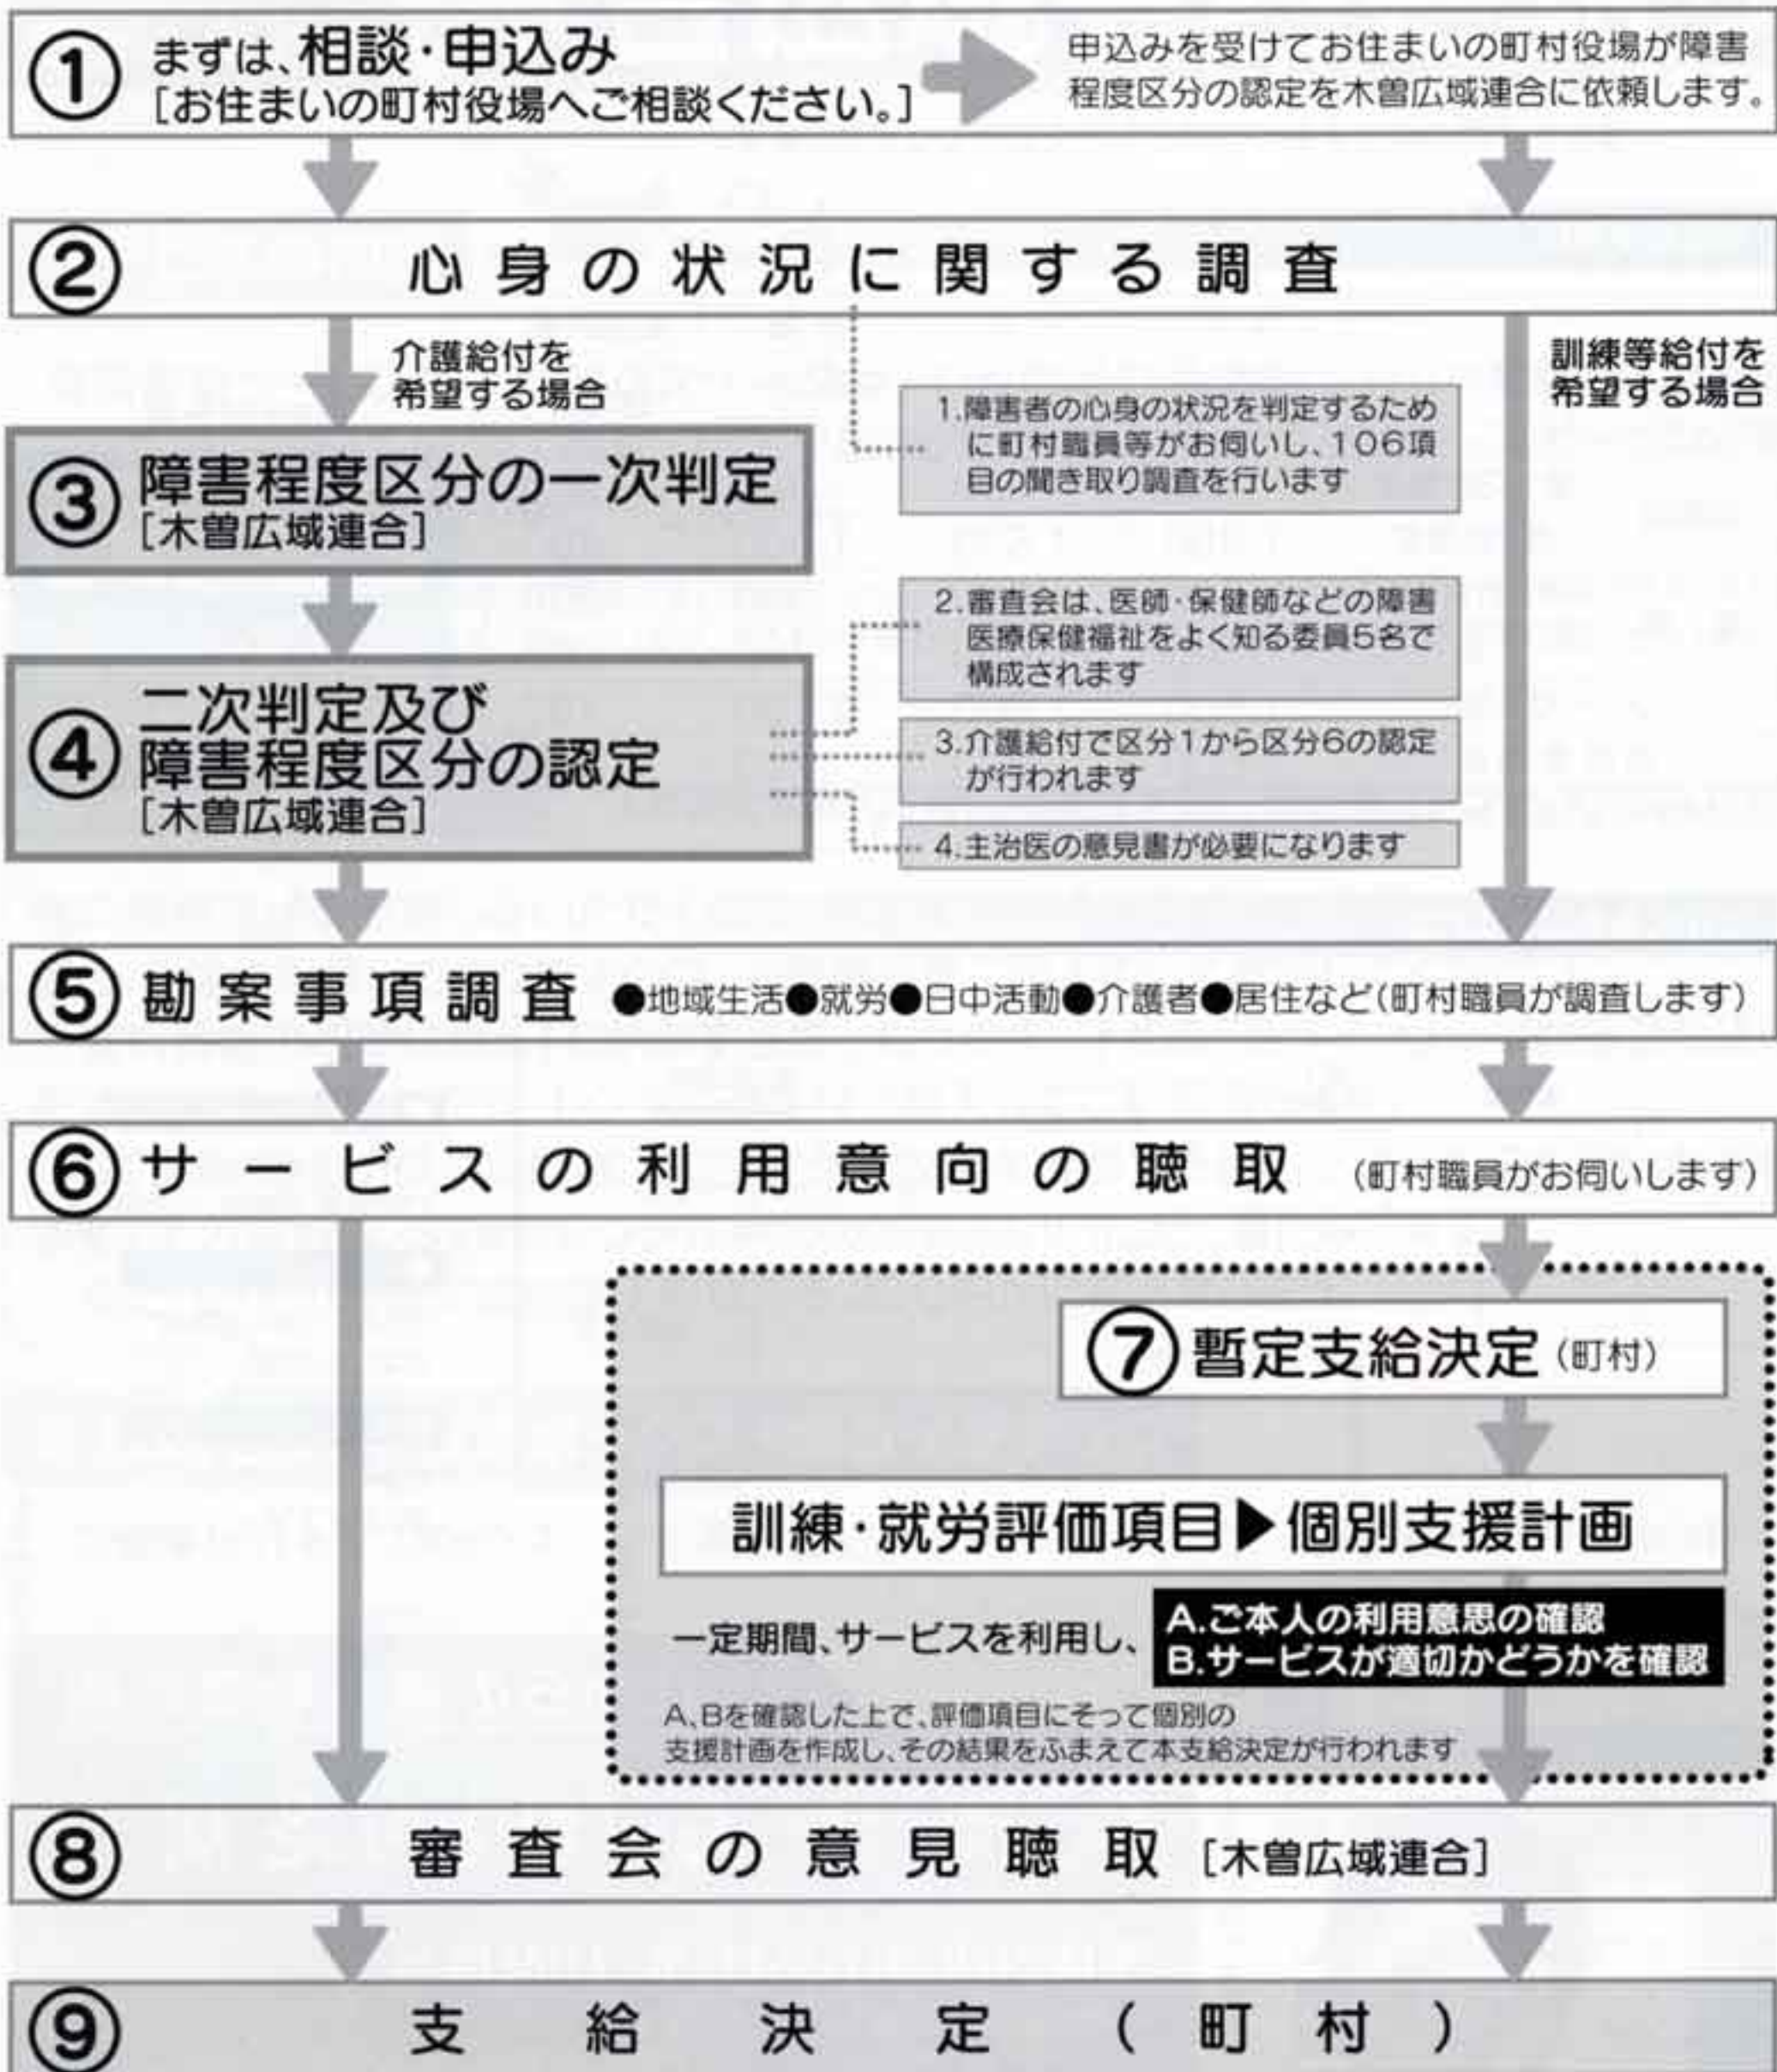 ① まずは、相談・申込み
[お住まいの町村役場へご相談ください。]
申込みを受けてお住まいの町村役場が障害
程度区分の認定を木曽広域連合に依頼します。
② 心身の状況に関する調査
介護給付を
希望する場合
訓練等給付を
希望する場合
1.障害者の心身の状況を判定するため
に町村職員等がお伺いし、106項
目の聞き取り調査を行います
③ 障害程度区分の一次判定
[木曽広域連合]
2.審査会は、医師・保健師などの障害
医療保健福祉をよく知る委員5名で
構成されます
④ 二次判定及び
障害程度区分の認定
[木曽広域連合]
3.介護給付で区分1から区分6の認定
が行われます
4.主治医の意見書が必要になります
⑤ 勘案事項調査 ●地域生活●就労●日中活動●介護者●居住など(町村職員が調査します)
⑥ サービスの利用意向の聴取 (町村職員がお伺いします)
⑦ 暫定支給決定(町村)
訓練・就労評価項目▶個別支援計画
一定期間、サービスを利用し、
A.ご本人の利用意思の確認
B.サービスが適切かどうかを確認
A、Bを確認した上で、評価項目にそって個別の
支援計画を作成し、その結果をふまえて本支給決定が行われます
⑧ 審査会の意見聴取 [木曽広域連合]
⑨ 支給決定(町村)